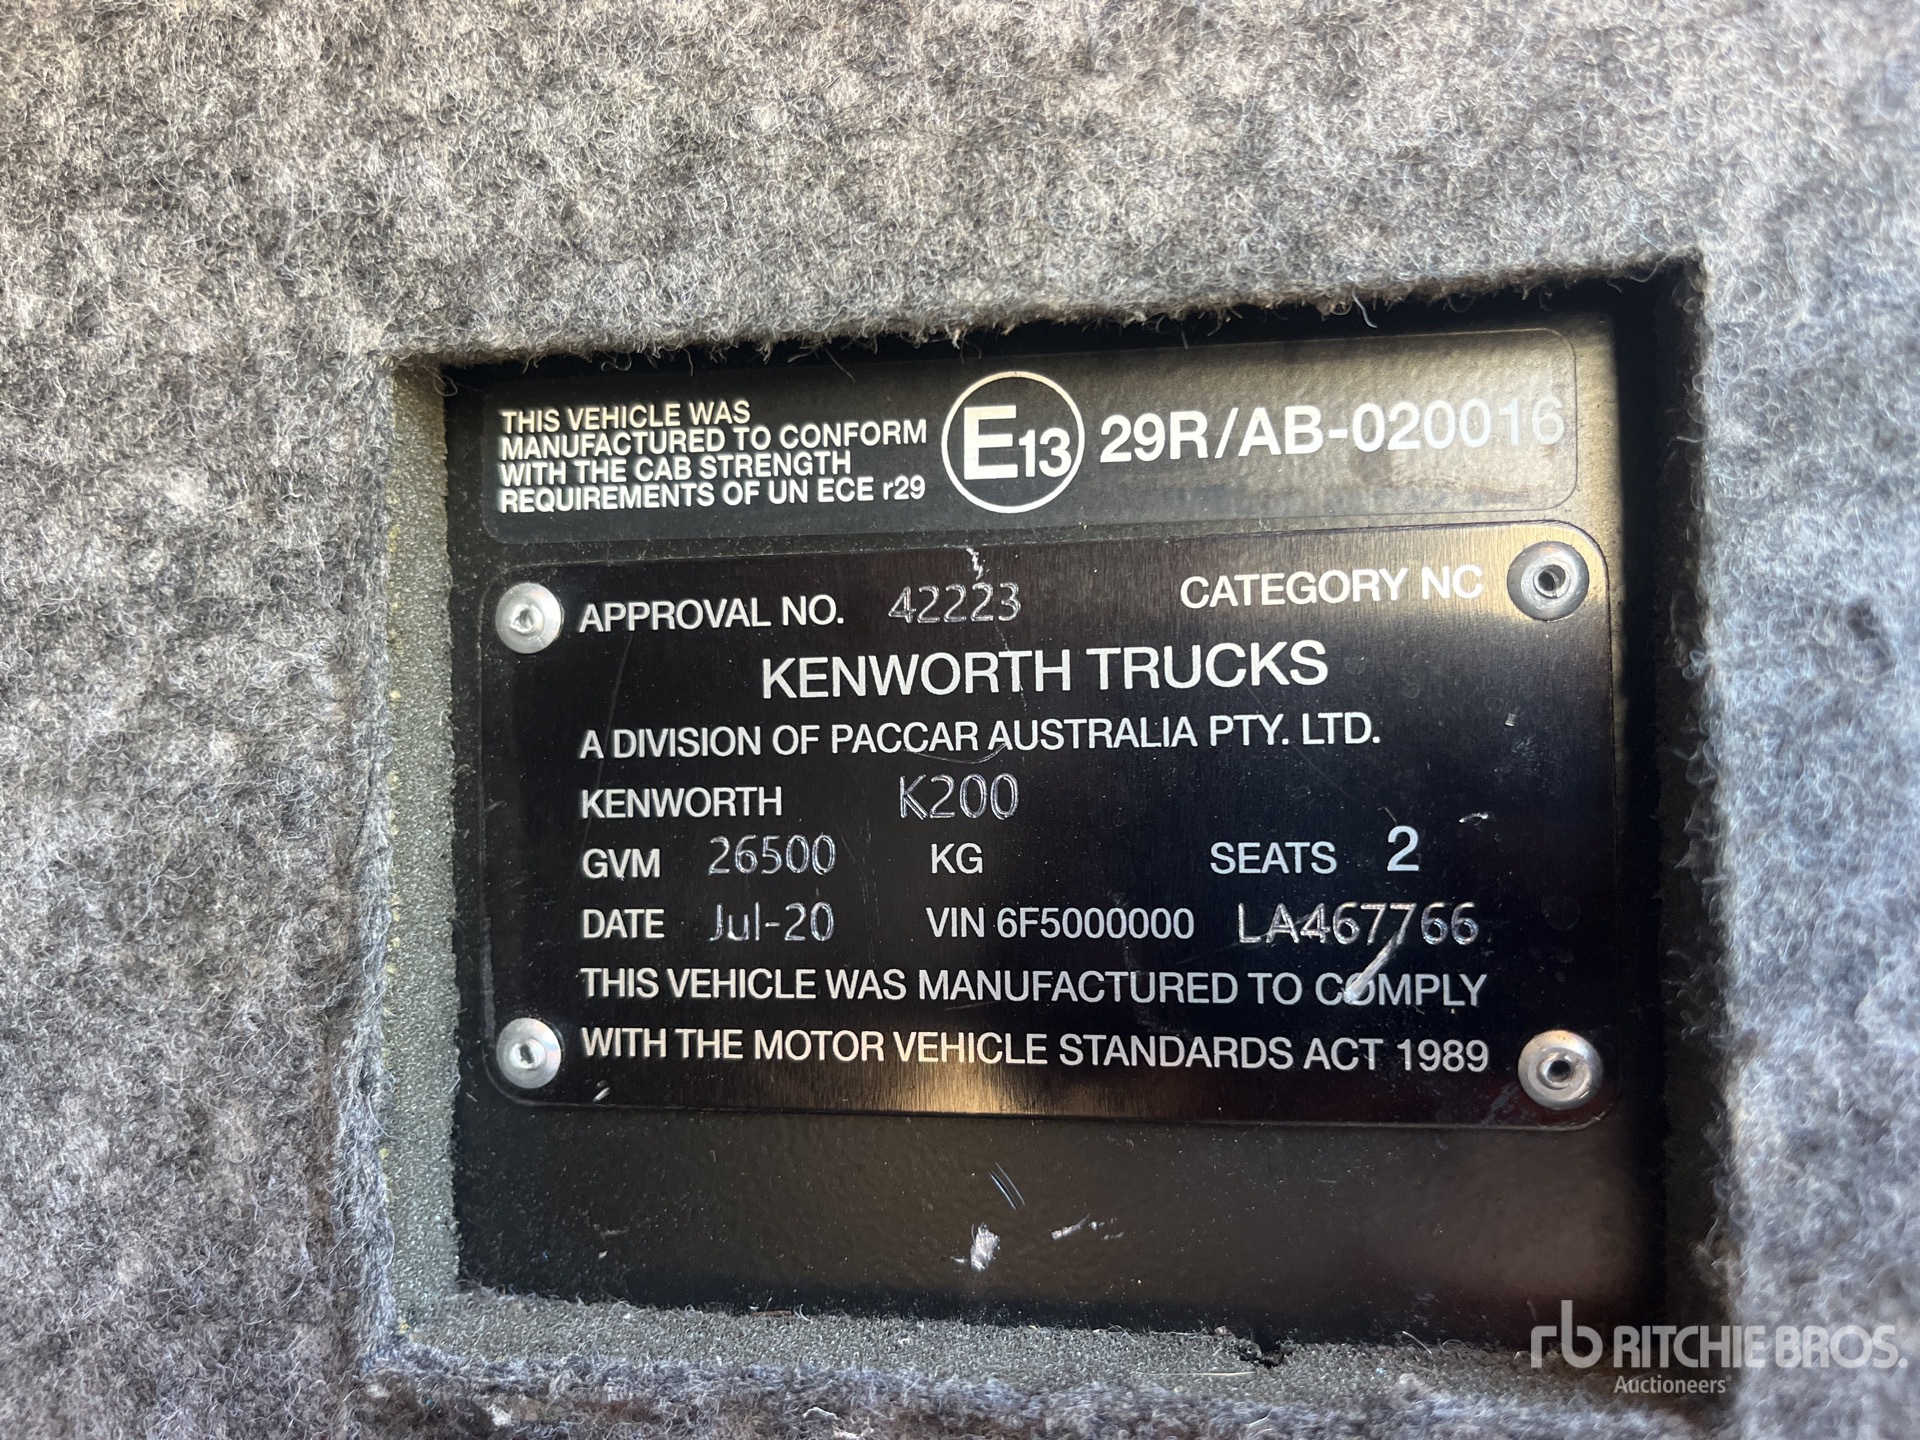 THIS VEHICLE WAS
MANUFACTURED TO CONFORM
WITH THE CAB STRENGTH
REQUIREMENTS OF UN ECE r29
E13 29R/AB-020016
APPROVAL NO. 42223 CATEGORY NC
KENWORTH TRUCKS
A DIVISION OF PACCAR AUSTRALIA PTY. LTD.
KENWORTH K200
GVM 26500 KG SEATS 2
DATE Jul-20 VIN 6F5000000 LA467766
THIS VEHICLE WAS MANUFACTURED TO COMPLY
WITH THE MOTOR VEHICLE STANDARDS ACT 1989
rb RITCHIE BROS.
Auctioneers